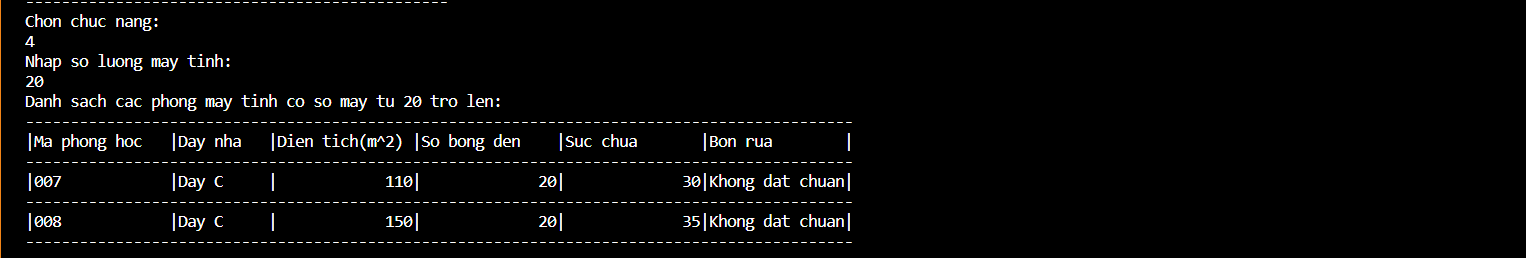 -----------------------------------------------
Chon chuc nang:
4
Nhap so luong may tinh:
20
Danh sach cac phong may tinh co so may tu 20 tro len:
--------------------------------------------------------------------------------------------
|Ma phong hoc   |Day nha   |Dien tich(m^2) |So bong den    |Suc chua       |Bon rua        |
--------------------------------------------------------------------------------------------
|007            |Day C     |            110|             20|             30|Khong dat chuan|
--------------------------------------------------------------------------------------------
|008            |Day C     |            150|             20|             35|Khong dat chuan|
--------------------------------------------------------------------------------------------